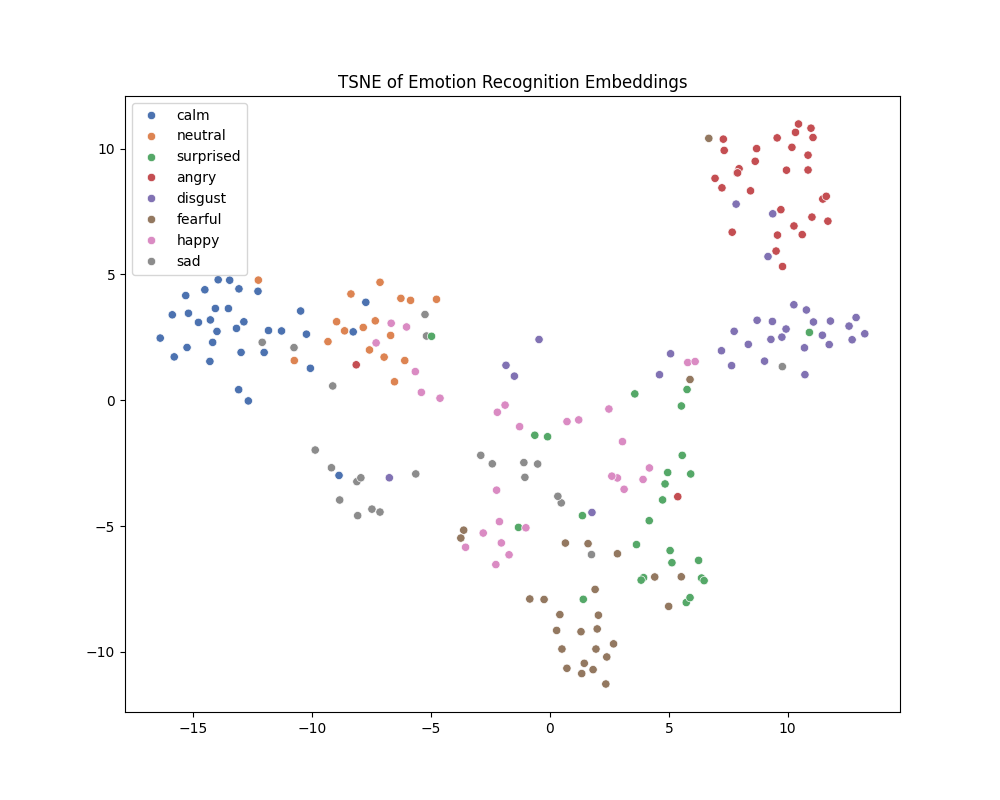 TSNE of Emotion Recognition Embeddings
calm
neutral
surprised
angry
disgust
fearful
happy
sad
10
5
0
−5
−10
−15 −10 −5 0 5 10